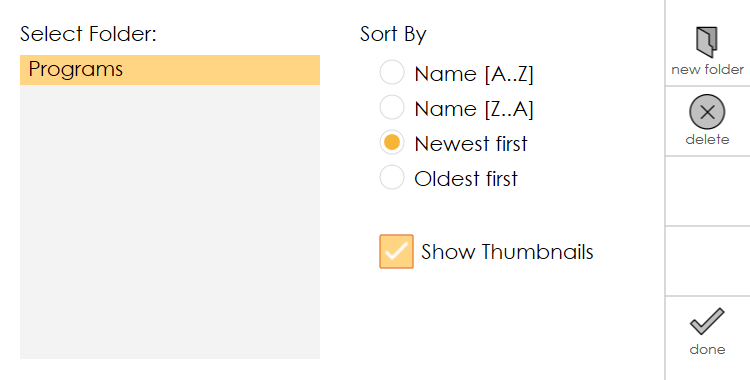 Select Folder:
Programs
Sort By
Name [A..Z]
Name [Z..A]
Newest first
Oldest first
Show Thumbnails
new folder
delete
done